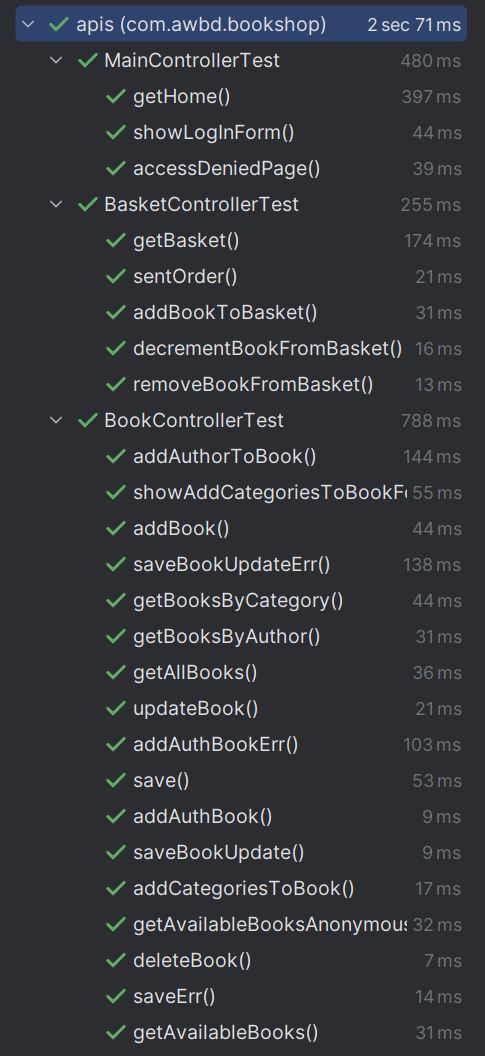 apis (com.awbd.bookshop) 2 sec 71 ms
MainControllerTest 480 ms
getHome() 397 ms
showLogInForm() 44 ms
accessDeniedPage() 39 ms
BasketControllerTest 255 ms
getBasket() 174 ms
sentOrder() 21 ms
addBookToBasket() 31 ms
decrementBookFromBasket() 16 ms
removeBookFromBasket() 13 ms
BookControllerTest 788 ms
addAuthorToBook() 144 ms
showAddCategoriesToBookFo 55 ms
addBook() 44 ms
saveBookUpdateErr() 138 ms
getBooksByCategory() 44 ms
getBooksByAuthor() 31 ms
getAllBooks() 36 ms
updateBook() 21 ms
addAuthBookErr() 103 ms
save() 53 ms
addAuthBook() 9 ms
saveBookUpdate() 9 ms
addCategoriesToBook() 17 ms
getAvailableBooksAnonymous 32 ms
deleteBook() 7 ms
saveErr() 14 ms
getAvailableBooks() 31 ms